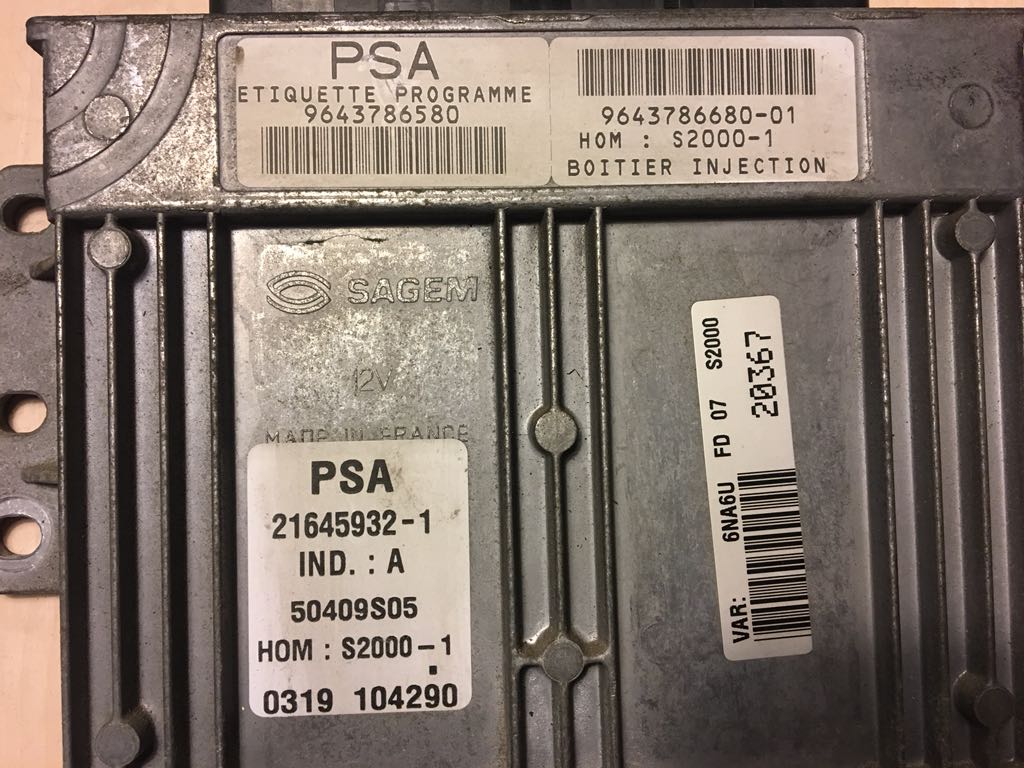 PSA
ETIQUETTE PROGRAMME
9643786580
9643786680-01
HOM : S2000-1
BOITIER INJECTION
SAGEM
12V
MADE IN FRANCE
PSA
21645932-1
IND. : A
50409S05
HOM : S2000-1
0319 104290
VAR: 6NA6U FD 07 S2000
20367